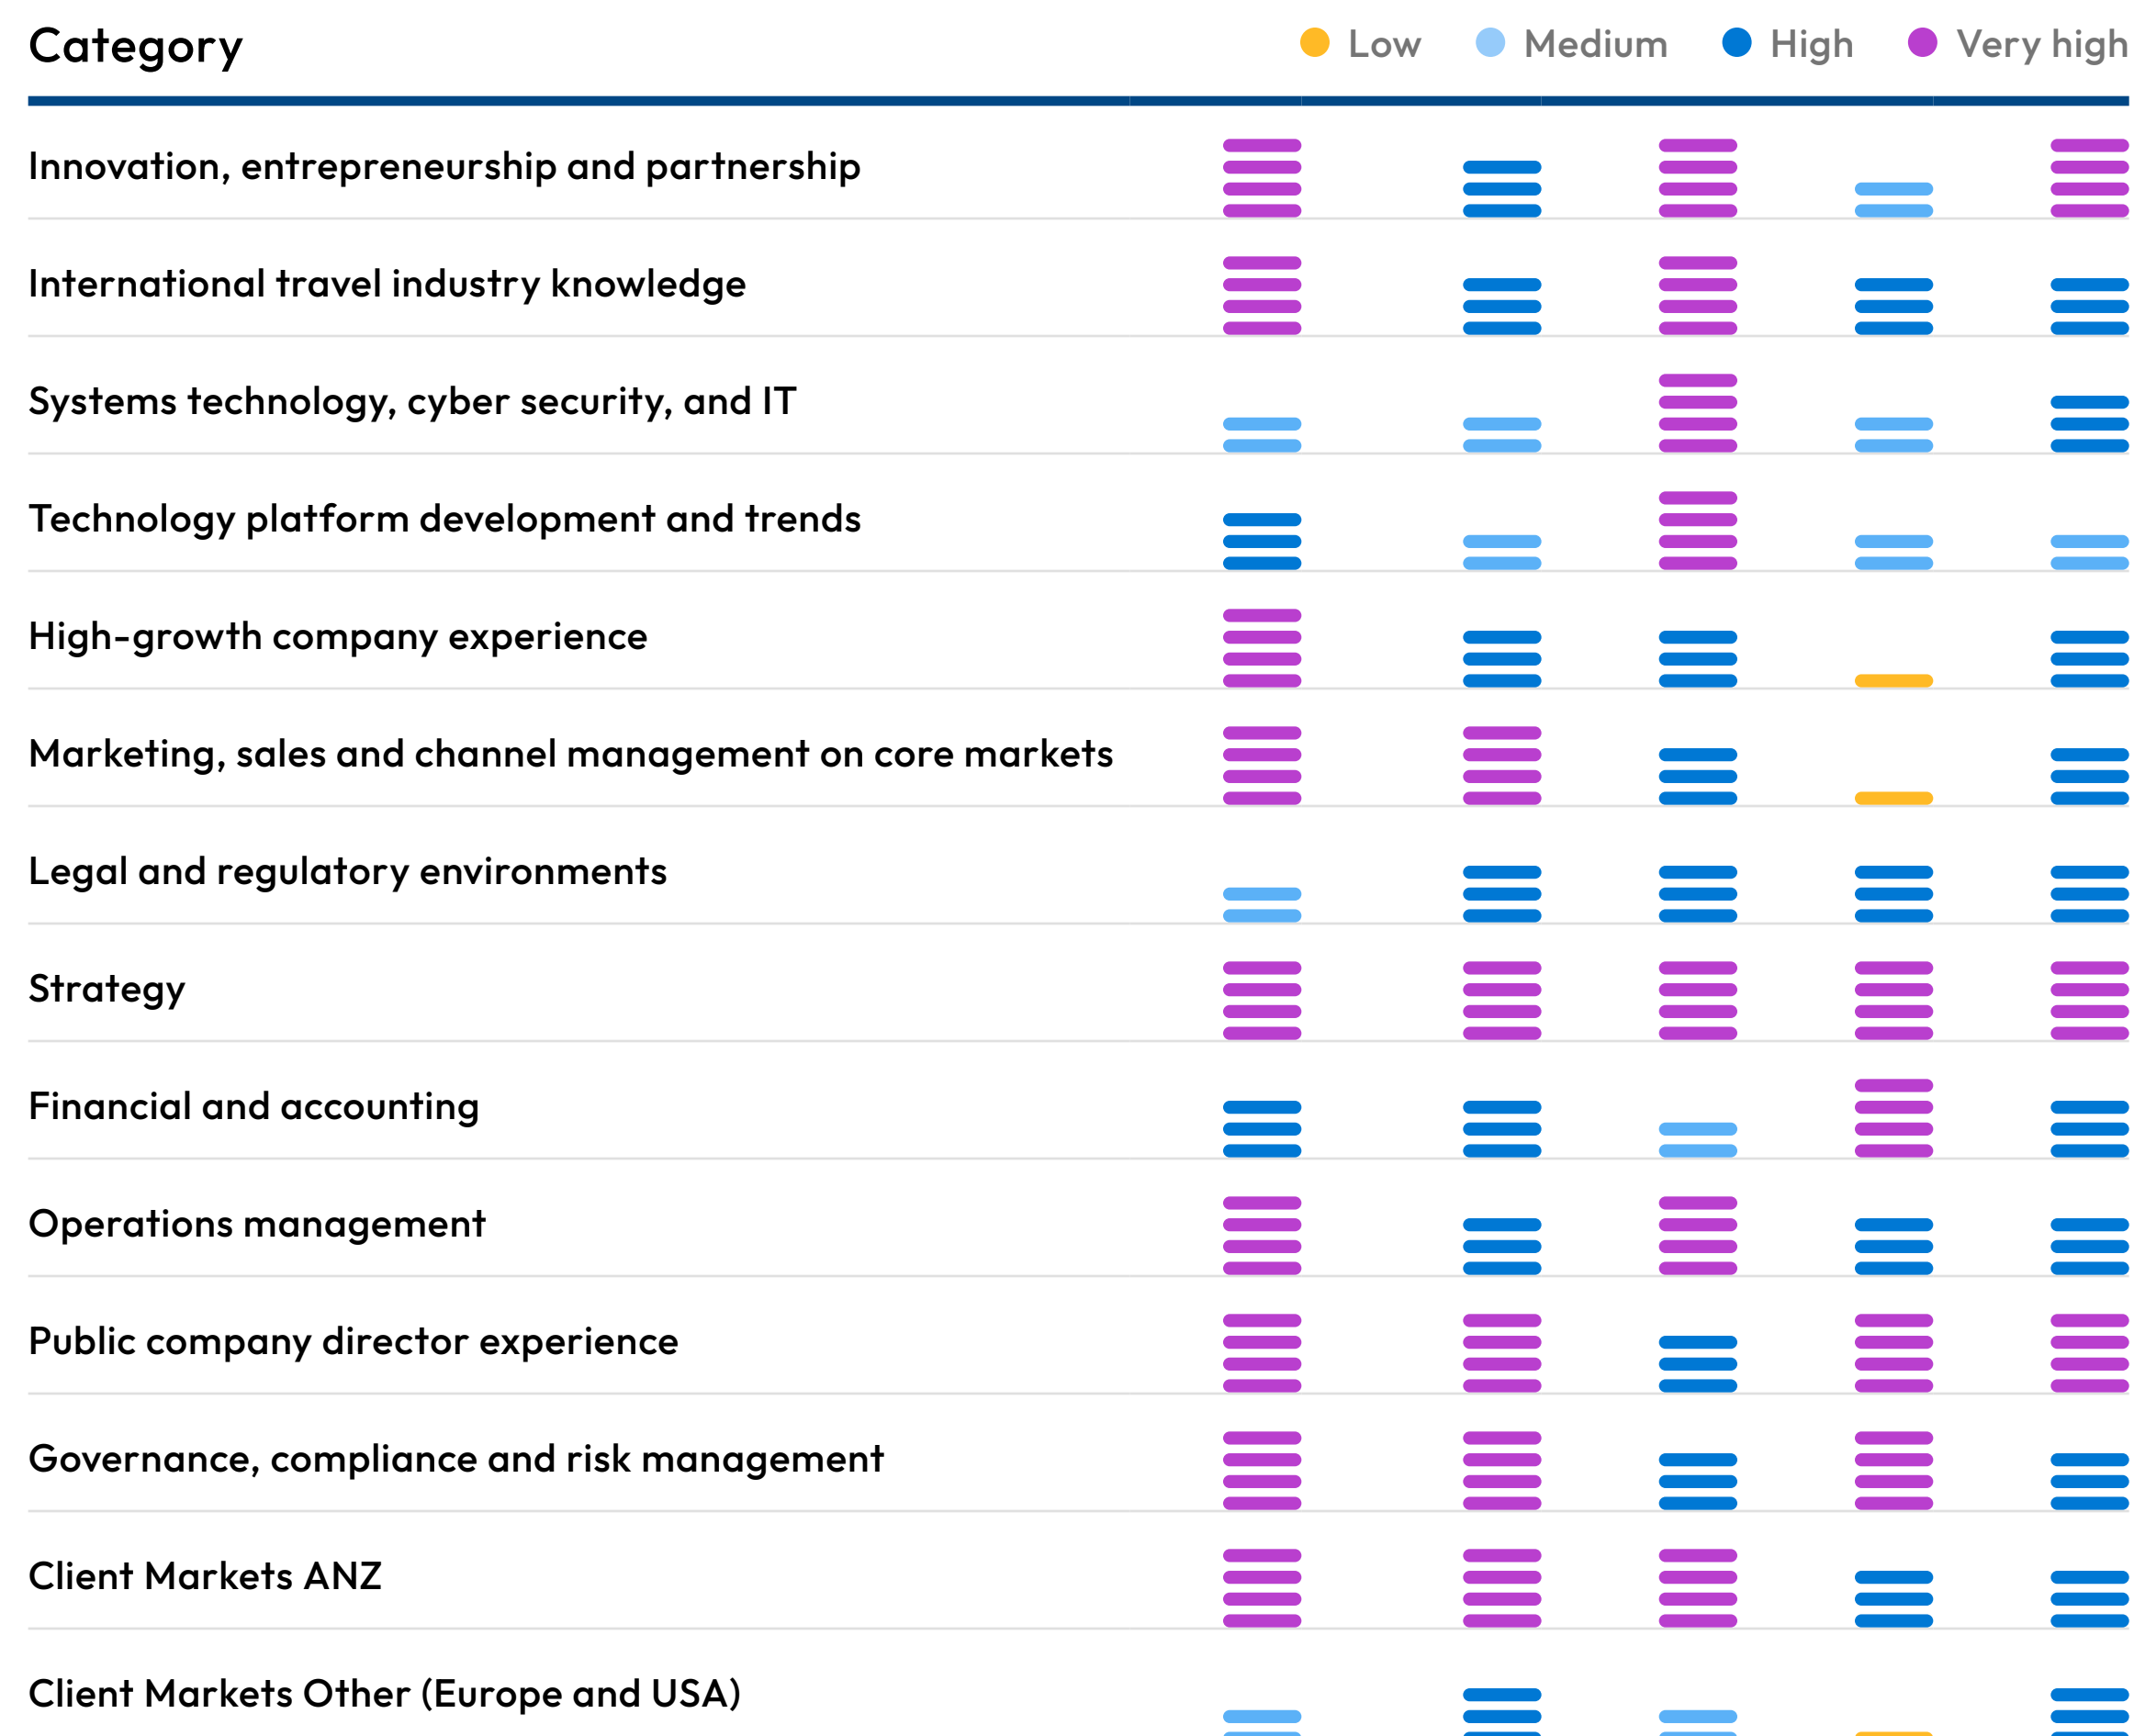 Category Low Medium High Very high
Innovation, entrepreneurship and partnership
International travel industry knowledge
Systems technology, cyber security, and IT
Technology platform development and trends
High-growth company experience
Marketing, sales and channel management on core markets
Legal and regulatory environments
Strategy
Financial and accounting
Operations management
Public company director experience
Governance, compliance and risk management
Client Markets ANZ
Client Markets Other (Europe and USA)